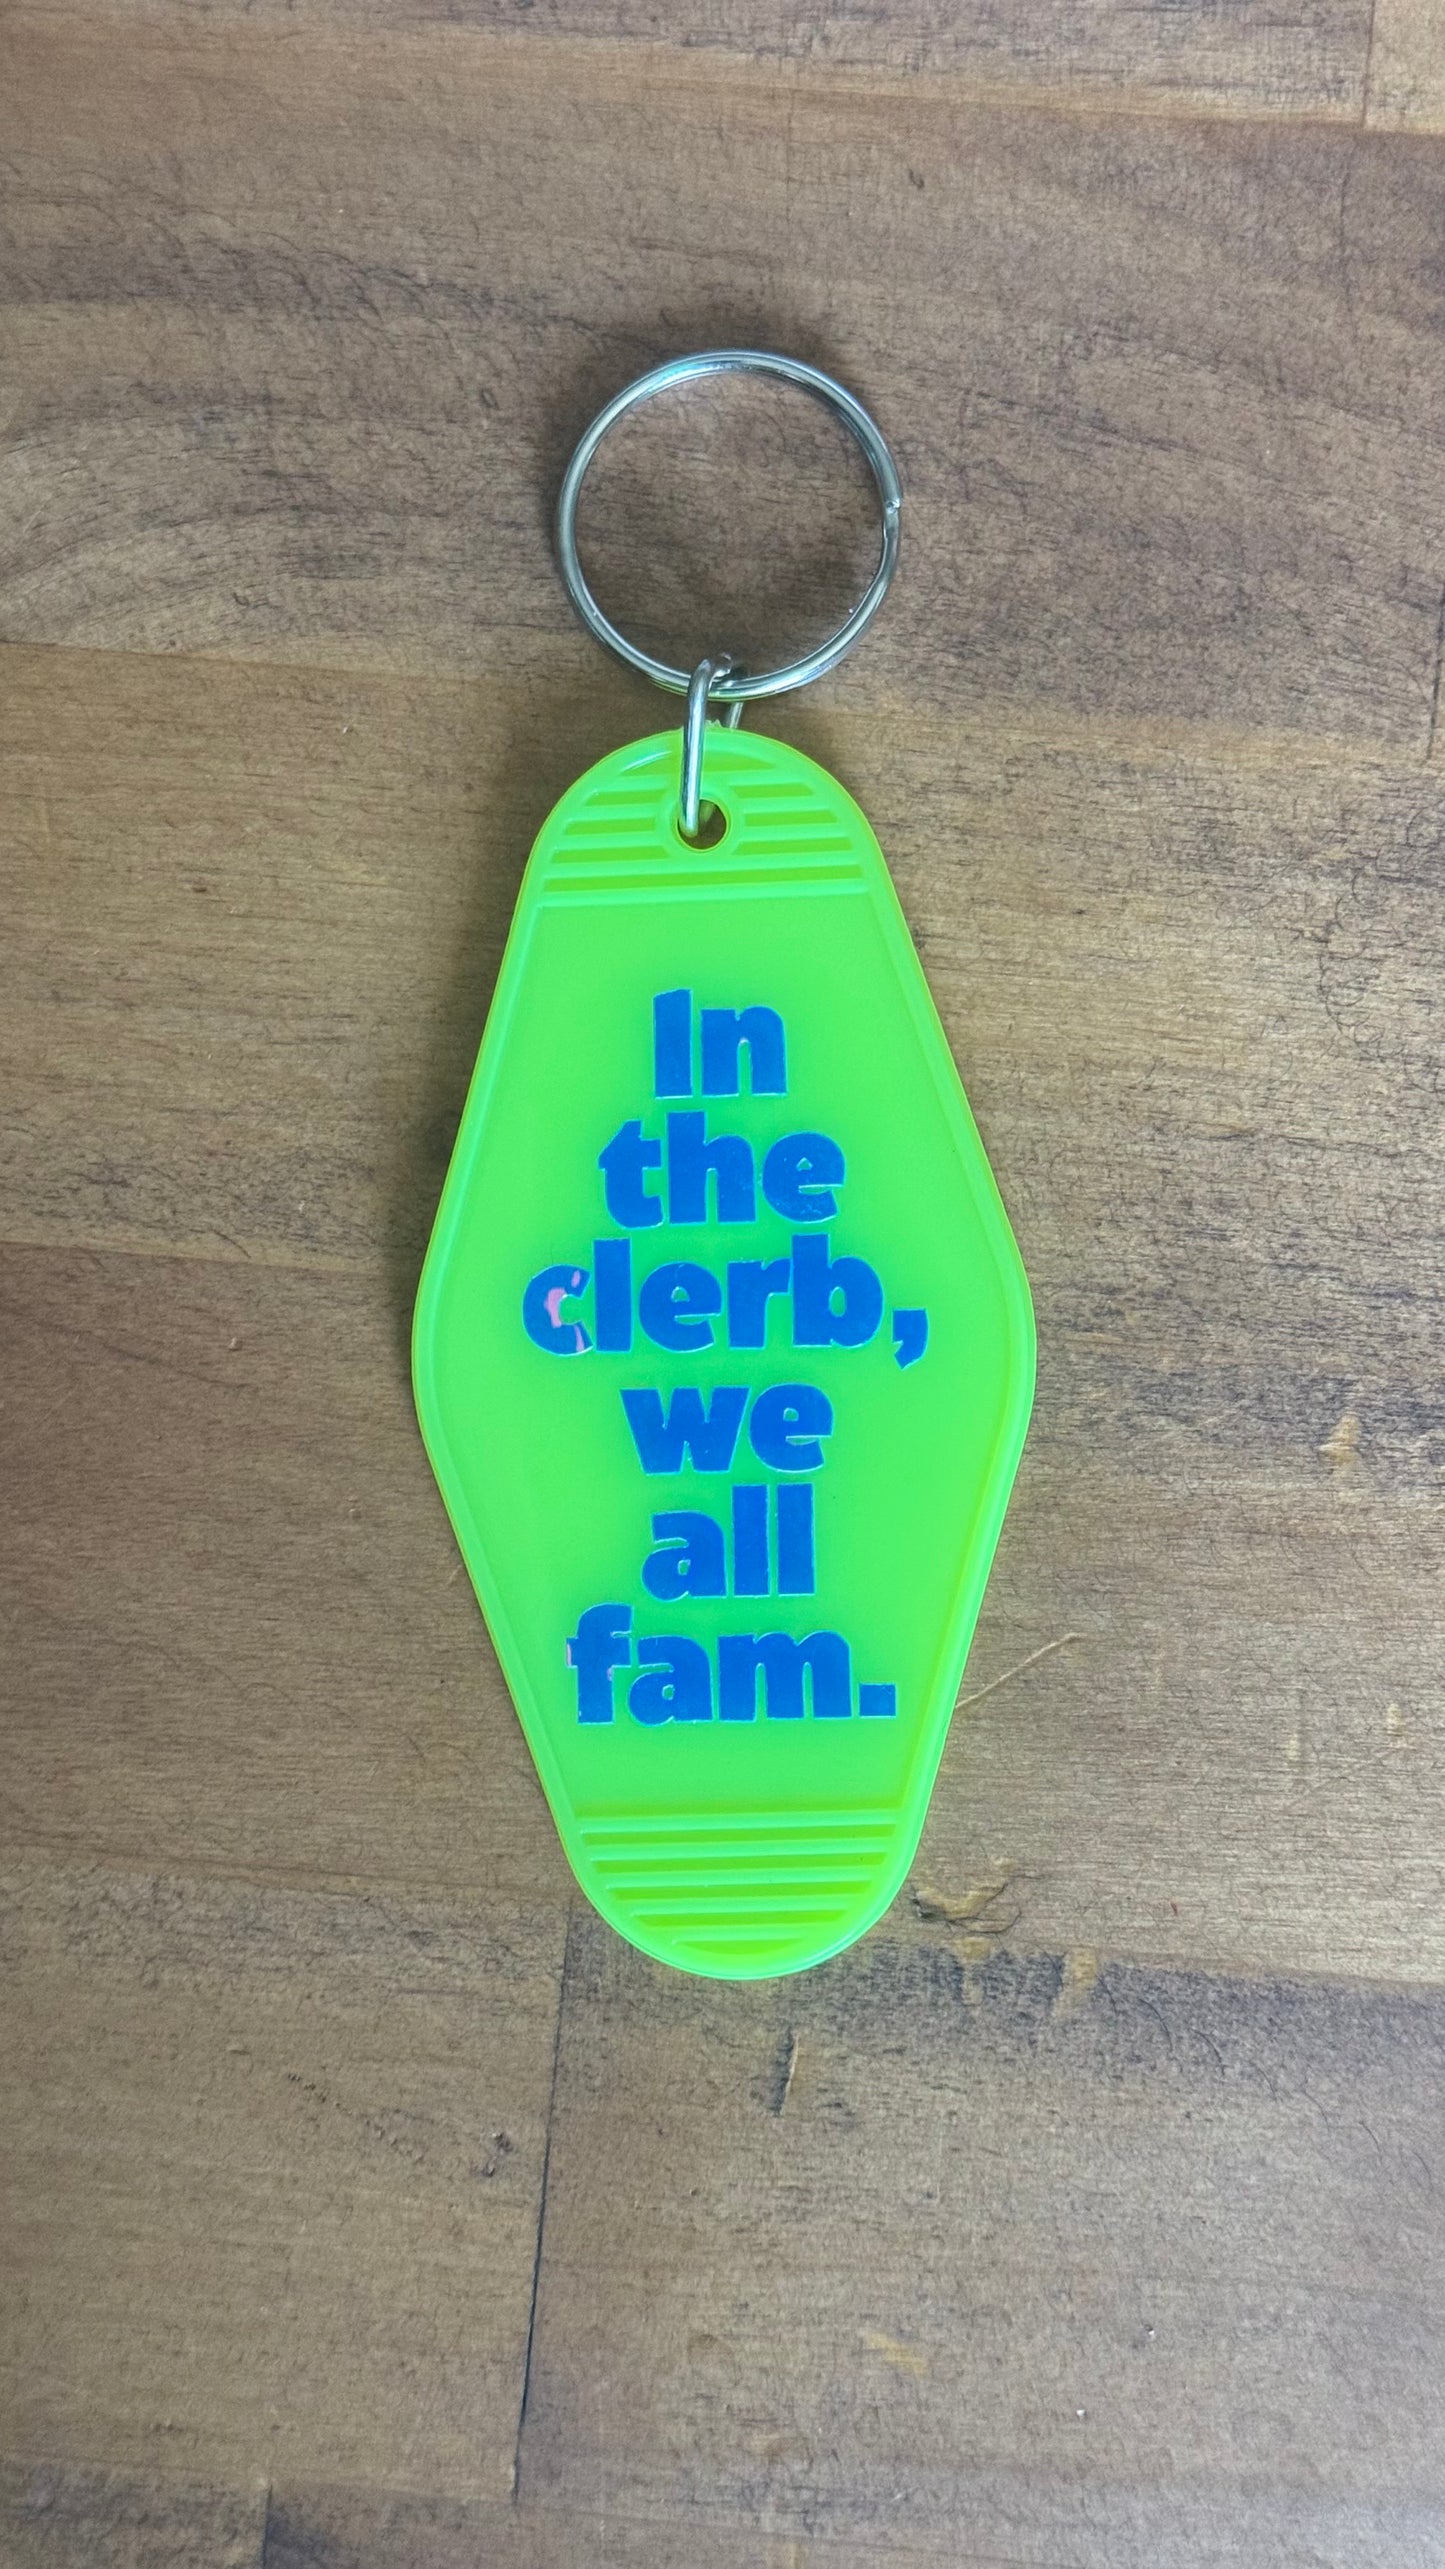 In
the
clerb,
we
all
fam.